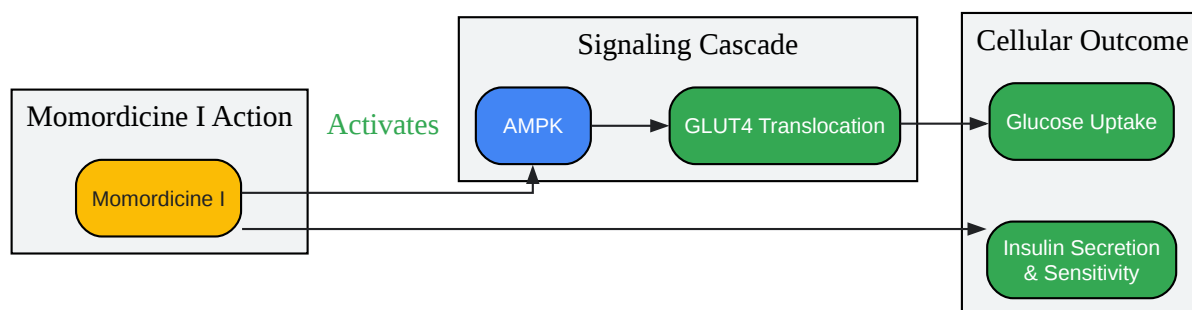 Momordicine I Action
Momordicine I
Activates
Signaling Cascade
AMPK
GLUT4 Translocation
Cellular Outcome
Glucose Uptake
Insulin Secretion
& Sensitivity